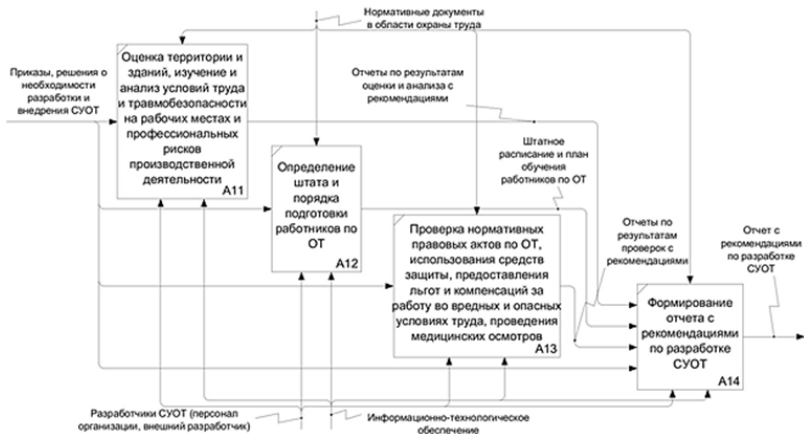 Нормативные документы
в области охраны труда
Приказы, решения о
необходимости
разработки и
внедрения СУОТ
Оценка территории и
зданий, изучение и
анализ условий труда
и травмобезопасности
на рабочих местах и
профессиональных
рисков
производственной
деятельности
А11
Отчеты по результатам
оценки и анализа с
рекомендациями
Определение
штата и
порядка
подготовки
работников по
ОТ
А12
Штатное
расписание и план
обучения
работников по ОТ
Проверка нормативных
правовых актов по ОТ,
использования средств
защиты, предоставления
льгот и компенсаций за
работу во вредных и опасных
условиях труда, проведения
медицинских осмотров
А13
Отчеты по
результатам
проверок с
рекомендациями
Отчет с
рекомендациями
по разработке
СУОТ
Формирование
отчета с
рекомендациями
по разработке
СУОТ
А14
Разработчики СУОТ (персонал
организации, внешний разработчик)
Информационно-технологическое
обеспечение